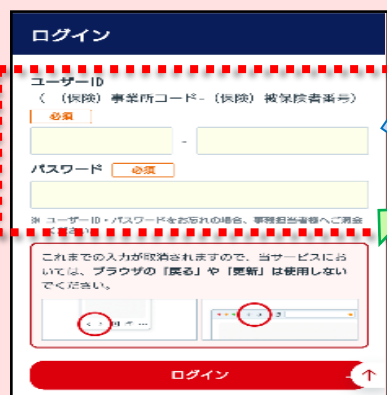 ログイン
ユーザーID
( (保険) 事業所コード- (保険) 被保険者番号)
必須
-
パスワード 必須
※ ユーザーID・パスワードをお忘れの場合、事務担当者様へご照会
ください
これまでの入力が取消されますので、当サービスにお
いては、ブラウザの「戻る」や「更新」は使用しない
でください。
ログイン